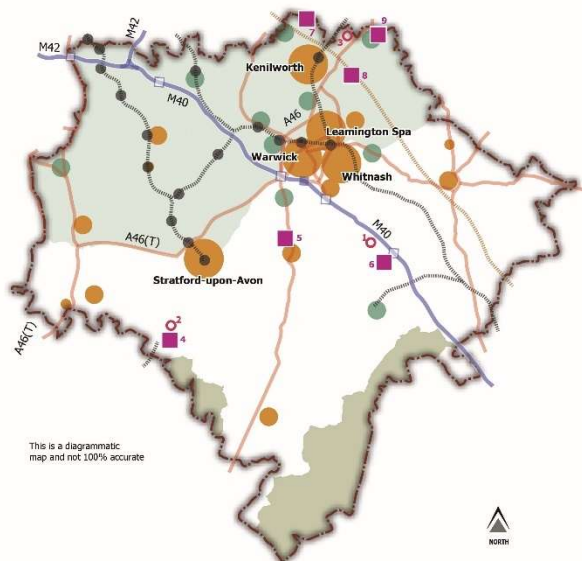 M42
M42
7
3
9
Kenilworth
8
M40
A46
Leamington Spa
Warwick
Whitnash
M40
A46(T)
5
1
6
Stratford-upon-Avon
2
4
A46(T)
This is a diagrammatic
map and not 100% accurate
NORTH